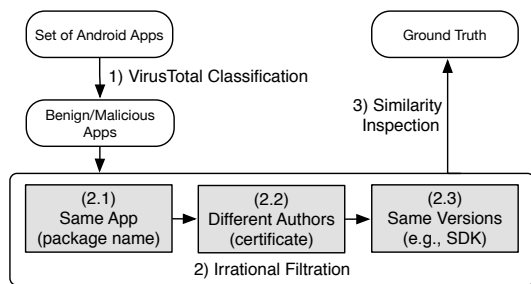 Set of Android Apps
Ground Truth
1) VirusTotal Classification
Benign/Malicious
Apps
3) Similarity
Inspection
(2.1)
Same App
(package name)
(2.2)
Different Authors
(certificate)
(2.3)
Same Versions
(e.g., SDK)
2) Irrational Filtration